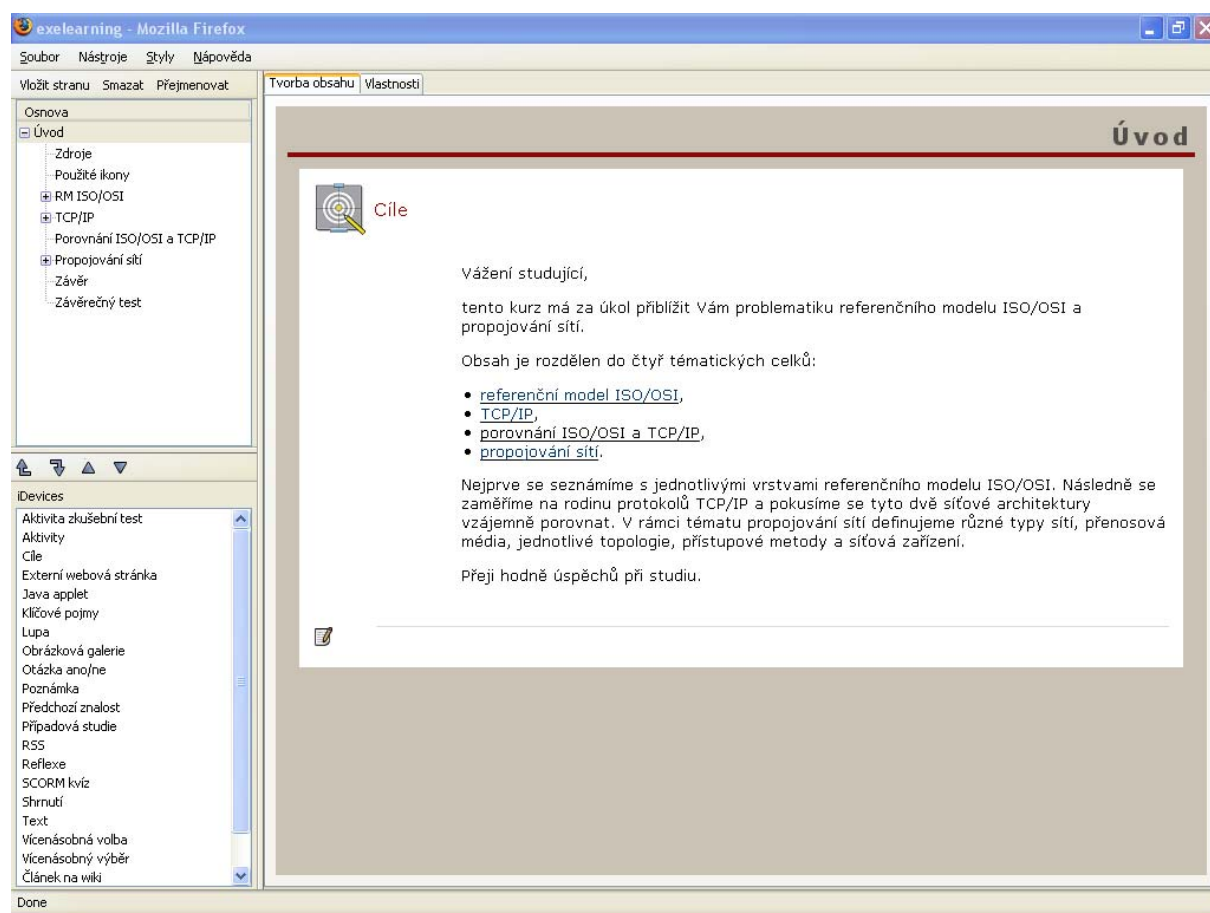 exelearning - Mozilla Firefox
Soubor Nástroje Styly Nápověda
Vložit stranu Smazat Přejmenovat
Osnova
Úvod
Zdroje
Použité ikony
RM ISO/OSI
TCP/IP
Porovnání ISO/OSI a TCP/IP
Propojování sítí
Závěr
Závěrečný test
iDevices
Aktivita zkušební test
Aktivity
Cíle
Externí webová stránka
Java applet
Klíčové pojmy
Lupa
Obrázková galerie
Otázka ano/ne
Poznámka
Předchozí znalost
Případová studie
RSS
Reflexe
SCORM kvíz
Shrnutí
Text
Vícenásobná volba
Vícenásobný výběr
Článek na wiki
Tvorba obsahu Vlastnosti
Úvod
Cíle
Vážení studující,
tento kurz má za úkol přiblížit Vám problematiku referenčního modelu ISO/OSI a
propojování sítí.
Obsah je rozdělen do čtyř tématických celků:
• referenční model ISO/OSI,
• TCP/IP,
• porovnání ISO/OSI a TCP/IP,
• propojování sítí.
Nejprve se seznámíme s jednotlivými vrstvami referenčního modelu ISO/OSI. Následně se
zaměříme na rodinu protokolů TCP/IP a pokusíme se tyto dvě síťové architektury
vzájemně porovnat. V rámci tématu propojování sítí definujeme různé typy sítí, přenosová
média, jednotlivé topologie, přístupové metody a síťová zařízení.
Přeji hodně úspěchů při studiu.
Done